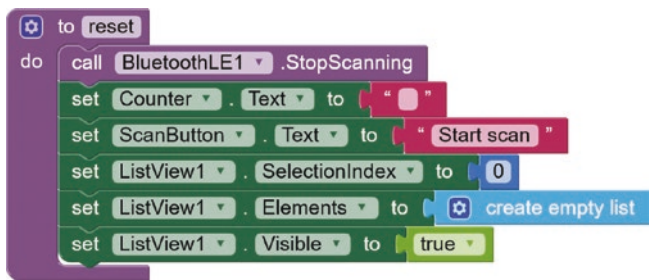 to reset
do call BluetoothLE1 .StopScanning
set Counter . Text to “ ”
set ScanButton . Text to “ Start scan ”
set ListView1 . SelectionIndex to 0
set ListView1 . Elements to create empty list
set ListView1 . Visible to true